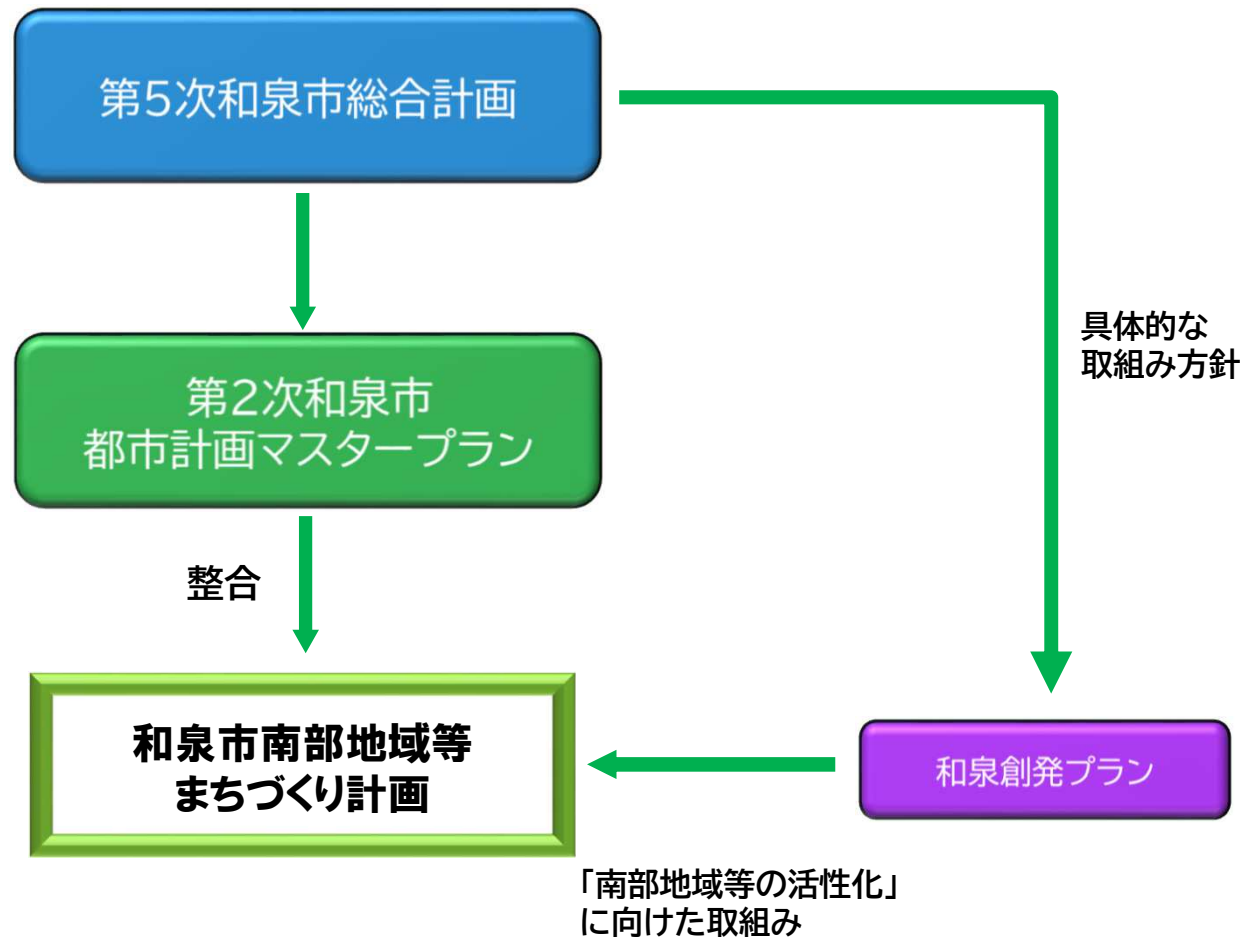 第5次和泉市総合計画
具体的な
取組み方針
第2次和泉市
都市計画マスタープラン
整合
和泉市南部地域等
まちづくり計画
和泉創発プラン
「南部地域等の活性化」
に向けた取組み